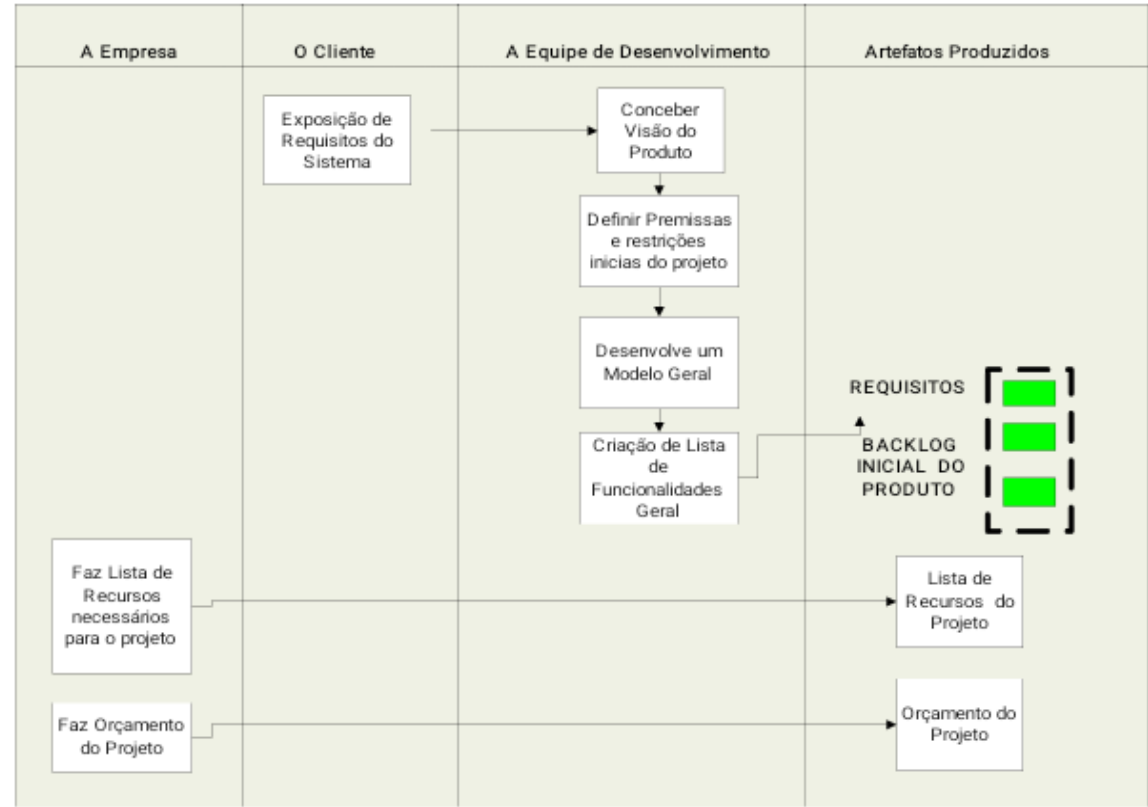 A Empresa
O Cliente
A Equipe de Desenvolvimento
Artefatos Produzidos
Exposição de
Requisitos do
Sistema
Conceber
Visão do
Produto
Definir Premissas
e restrições
inicias do projeto
Desenvolve um
Modelo Geral
Criação de Lista
de
Funcionalidades
Geral
REQUISITOS
BACKLOG
INICIAL DO
PRODUTO
Faz Lista de
Recursos
necessários
para o projeto
Lista de
Recursos do
Projeto
Faz Orçamento
do Projeto
Orçamento do
Projeto